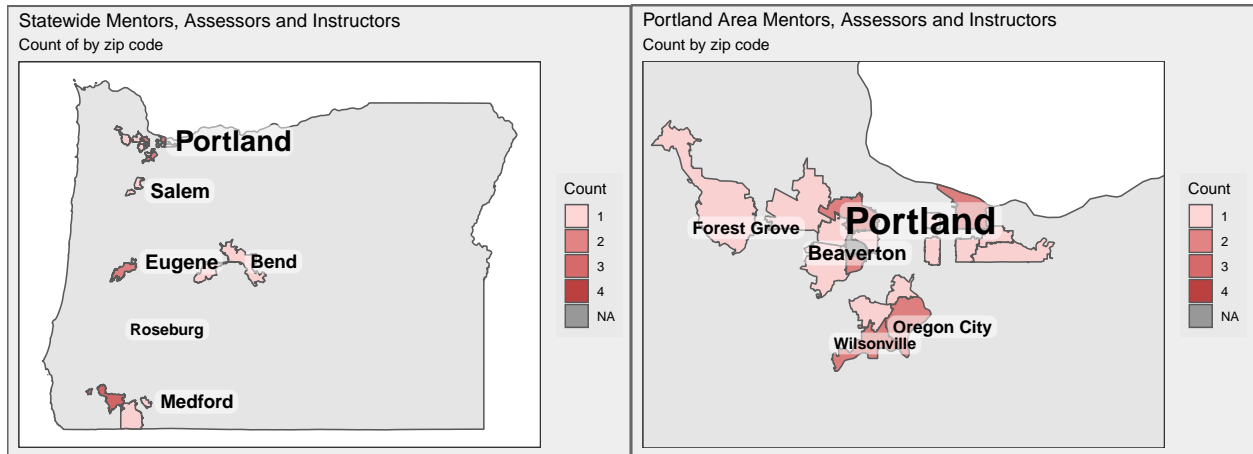 Statewide Mentors, Assessors and Instructors
Count of by zip code
Portland
Salem
Eugene
Bend
Roseburg
Medford
Count
1
2
3
4
NA
Portland Area Mentors, Assessors and Instructors
Count by zip code
Portland
Forest Grove
Beaverton
Oregon City
Wilsonville
Count
1
2
3
4
NA